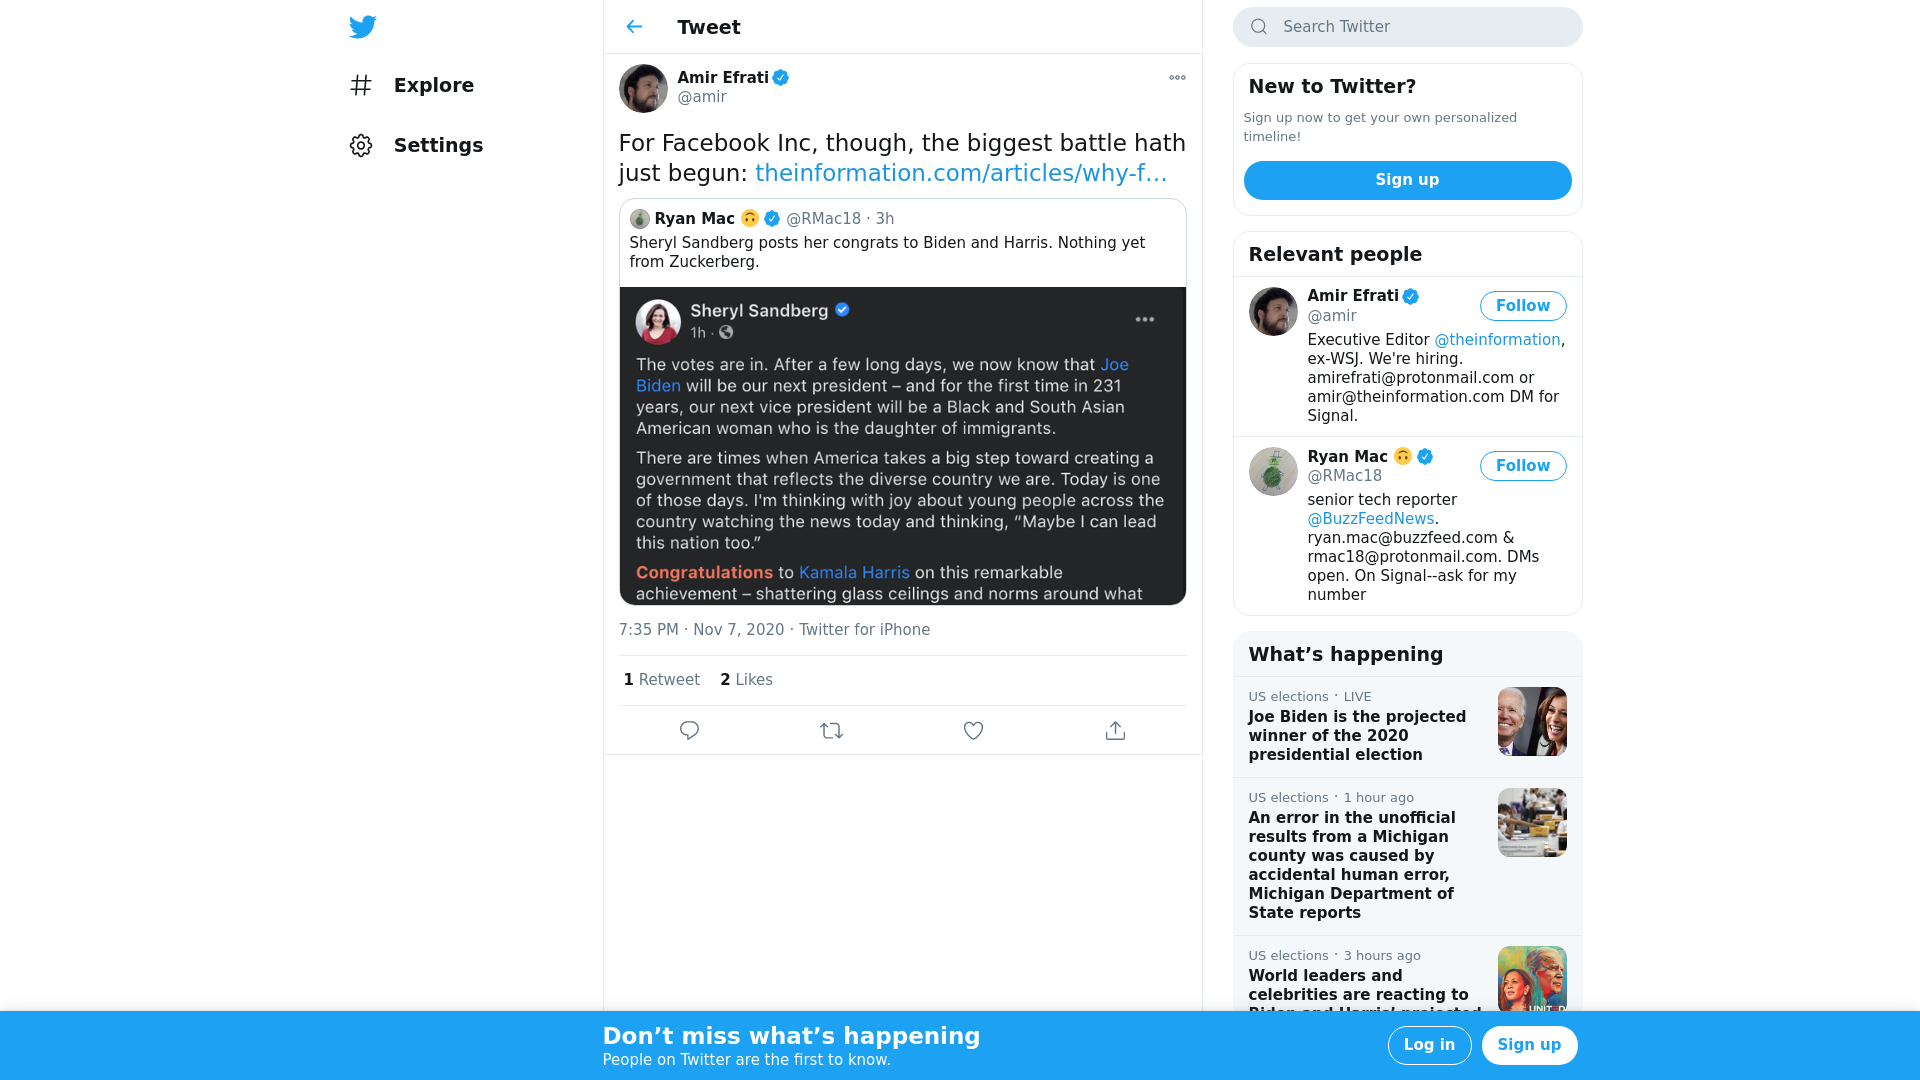 Explore
Settings
Tweet
Amir Efrati
@amir
For Facebook Inc, though, the biggest battle hath
just begun: theinformation.com/articles/why-f…
Ryan Mac 🙃 @RMac18 · 3h
Sheryl Sandberg posts her congrats to Biden and Harris. Nothing yet
from Zuckerberg.
Sheryl Sandberg
1h ·
The votes are in. After a few long days, we now know that Joe
Biden will be our next president – and for the first time in 231
years, our next vice president will be a Black and South Asian
American woman who is the daughter of immigrants.
There are times when America takes a big step toward creating a
government that reflects the diverse country we are. Today is one
of those days. I'm thinking with joy about young people across the
country watching the news today and thinking, “Maybe I can lead
this nation too.”
Congratulations to Kamala Harris on this remarkable
achievement – shattering glass ceilings and norms around what
7:35 PM · Nov 7, 2020 · Twitter for iPhone
1 Retweet 2 Likes
Search Twitter
New to Twitter?
Sign up now to get your own personalized
timeline!
Sign up
Relevant people
Amir Efrati
@amir
Follow
Executive Editor @theinformation,
ex-WSJ. We're hiring.
amirefrati@protonmail.com or
amir@theinformation.com DM for
Signal.
Ryan Mac 🙃
@RMac18
Follow
senior tech reporter
@BuzzFeedNews.
ryan.mac@buzzfeed.com &
rmac18@protonmail.com. DMs
open. On Signal--ask for my
number
What’s happening
US elections · LIVE
Joe Biden is the projected
winner of the 2020
presidential election
US elections · 1 hour ago
An error in the unofficial
results from a Michigan
county was caused by
accidental human error,
Michigan Department of
State reports
US elections · 3 hours ago
World leaders and
celebrities are reacting to
Biden and Harris’ projected
Don’t miss what’s happening
People on Twitter are the first to know.
Log in
Sign up